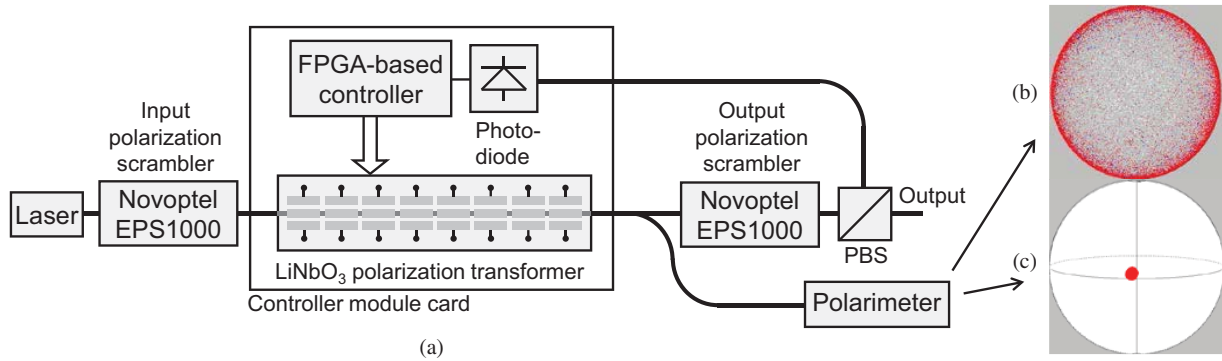 Laser
Input
polarization
scrambler
Novoptel
EPS1000
FPGA-based
controller
Photo-
diode
LiNbO₃ polarization transformer
Controller module card
Output
polarization
scrambler
Novoptel
EPS1000
PBS
Output
Polarimeter
(a)
(b)
(c)